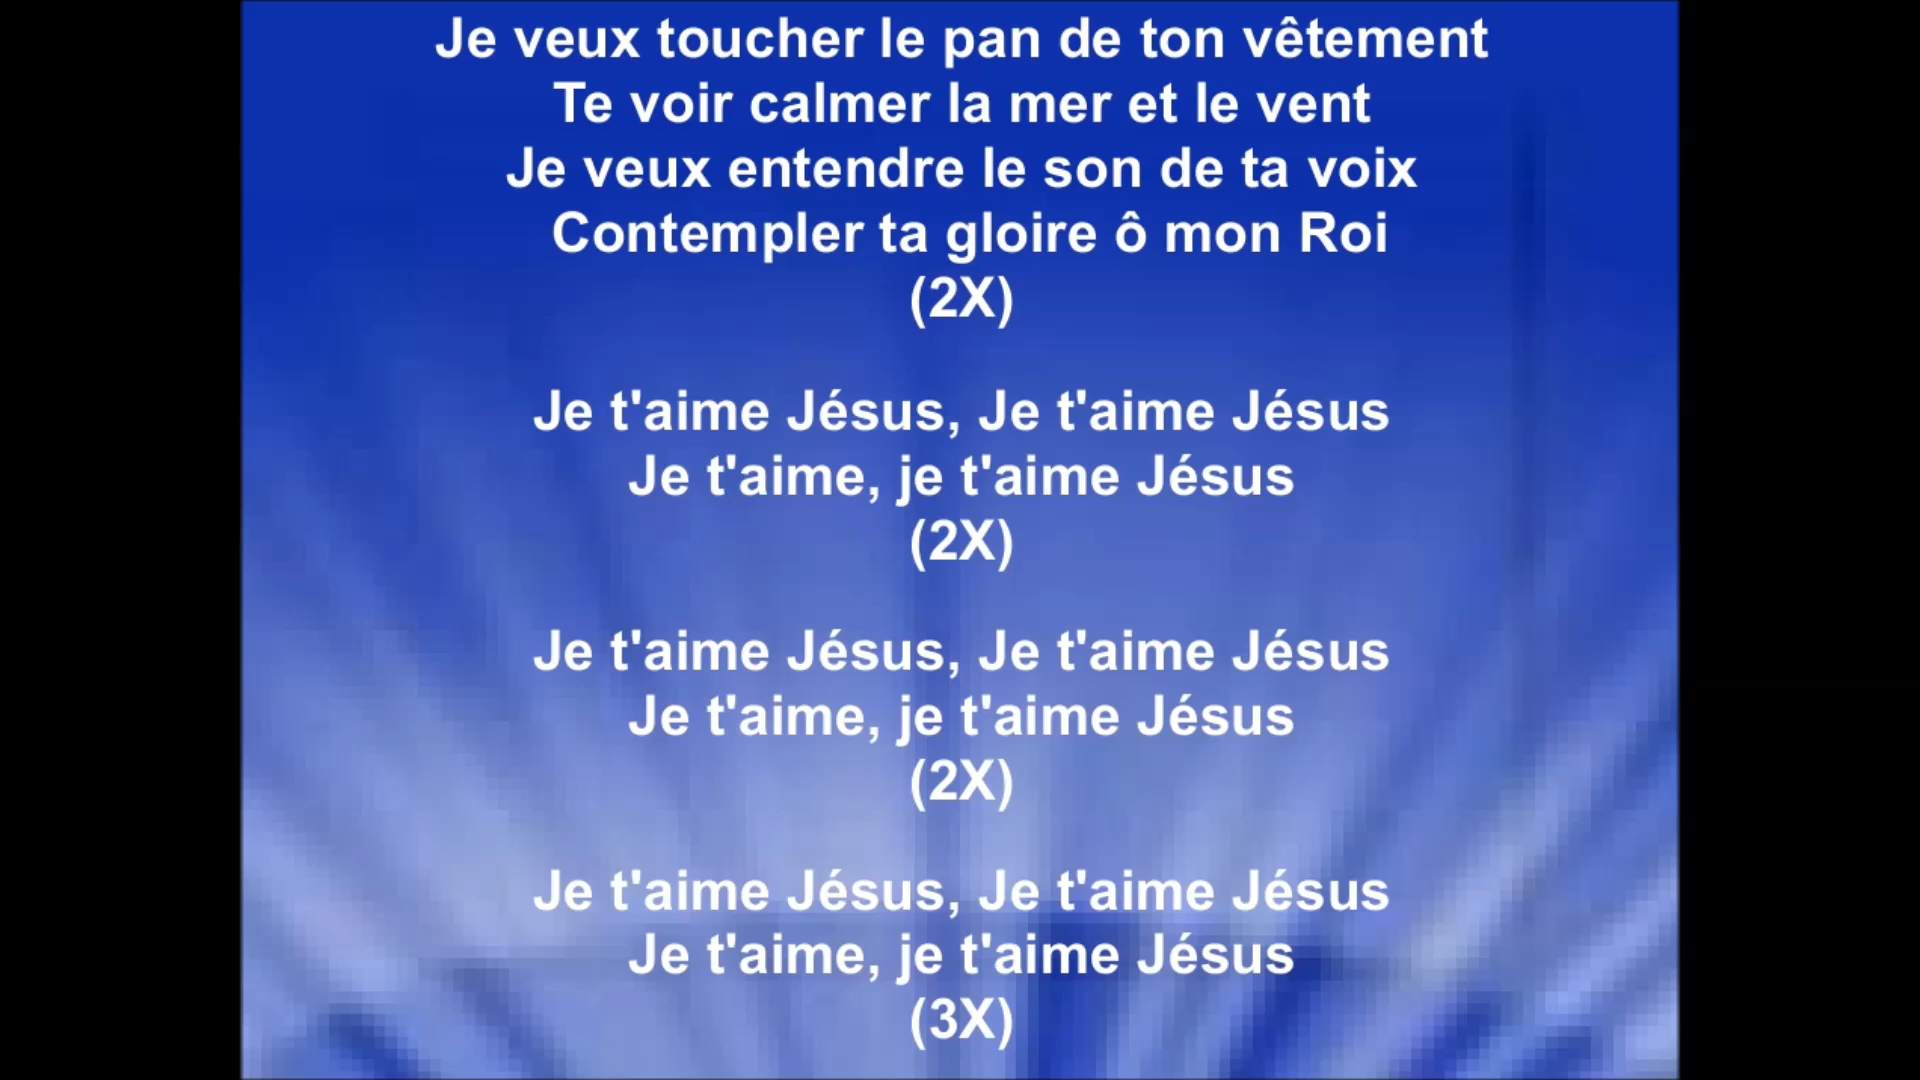 Je veux toucher le pan de ton vêtement
Te voir calmer la mer et le vent
Je veux entendre le son de ta voix
Contempler ta gloire ô mon Roi
(2X)
Je t'aime Jésus, Je t'aime Jésus
Je t'aime, je t'aime Jésus
(2X)
Je t'aime Jésus, Je t'aime Jésus
Je t'aime, je t'aime Jésus
(2X)
Je t'aime Jésus, Je t'aime Jésus
Je t'aime, je t'aime Jésus
(3X)